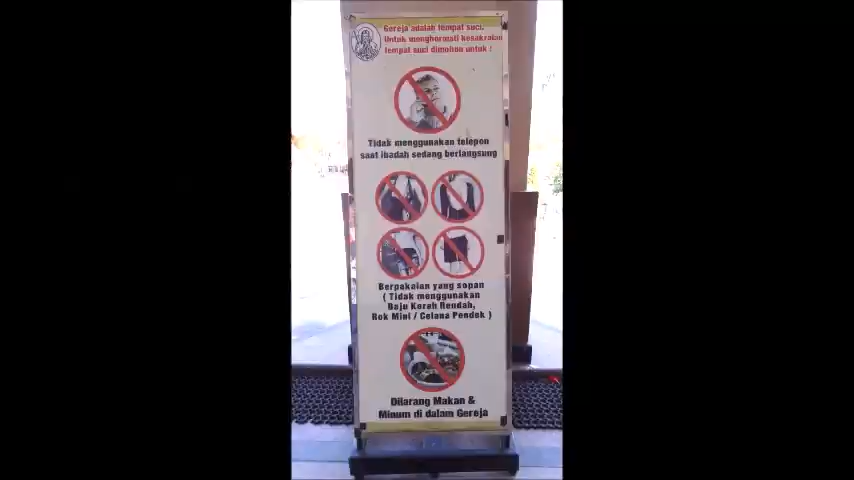 Gereja adalah tempat suci.
Untuk menghormati kesakralan
tempat suci dimohon untuk :
Tidak menggunakan telepon
saat ibadah sedang berlangsung
Berpakaian yang sopan
( Tidak menggunakan
Baju Kerah Rendah,
Rok Mini / Celana Pendek )
Dilarang Makan &
Minum di dalam Gereja